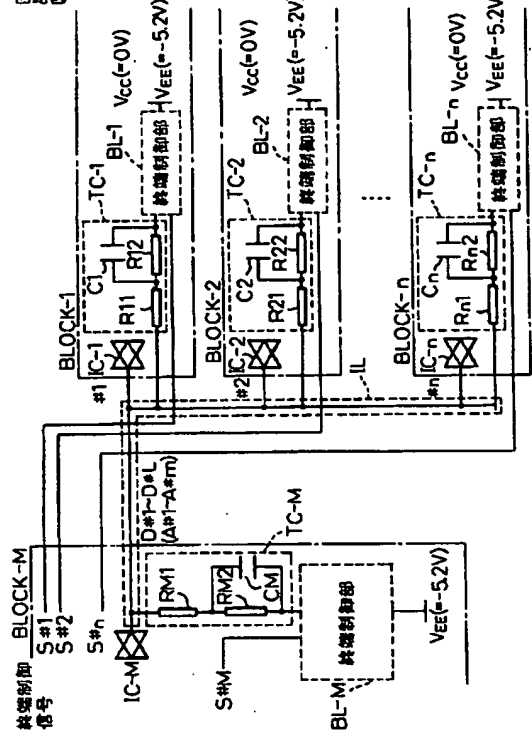 終端制御
信号
BLOCK-M
S#1
S#2
S#n
IC-M
D#1~D#L
(A#1~A#m)
RM1
RM2
CM
TC-M
S#M
終端制御部
BL-M
VEE(=-5.2V)
IL
BLOCK-1
#1
IC-1
R11
R12
C1
TC-1
BL-1
終端制御部
VCC(=0V)
VEE(=-5.2V)
BLOCK-2
#2
IC-2
R21
R22
C2
TC-2
BL-2
終端制御部
VCC(=0V)
VEE(=-5.2V)
.....
BLOCK-n
#n
IC-n
Rn1
Rn2
Cn
TC-n
BL-n
終端制御部
VCC(=0V)
VEE(=-5.2V)